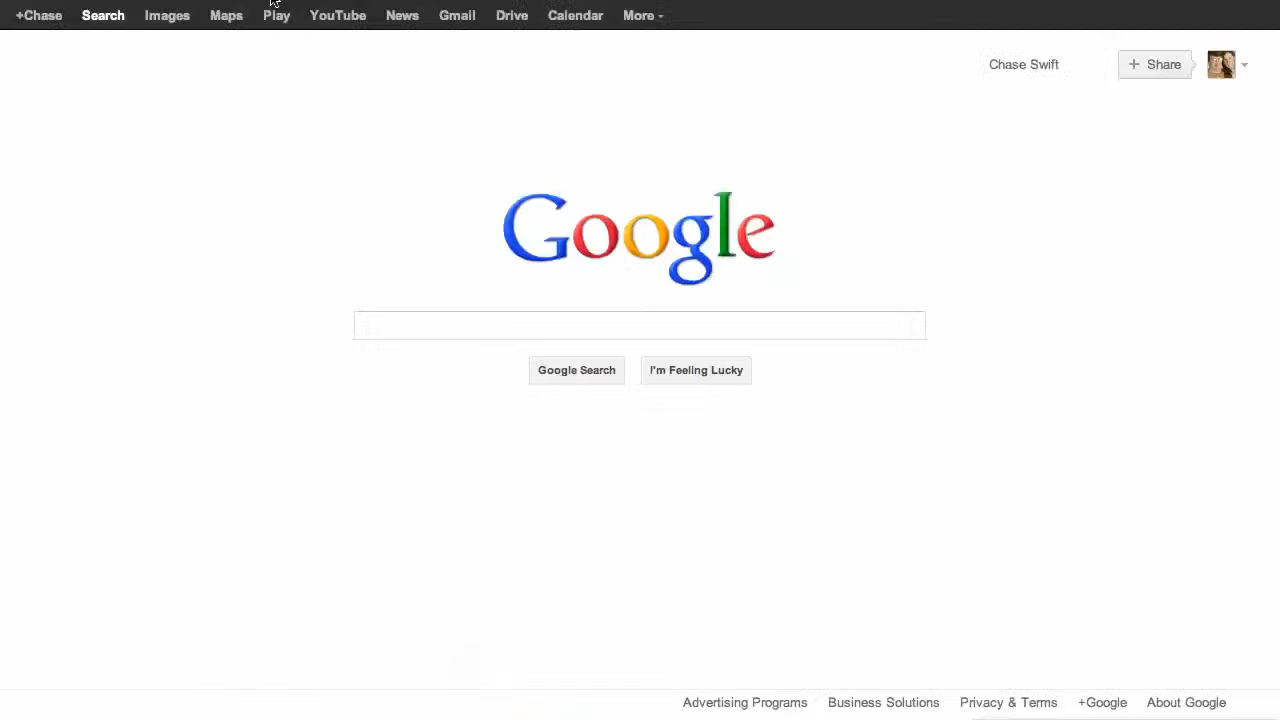 +Chase Search Images Maps Play YouTube News Gmail Drive Calendar More
Chase Swift + Share
Google
Google Search I'm Feeling Lucky
Advertising Programs Business Solutions Privacy & Terms +Google About Google